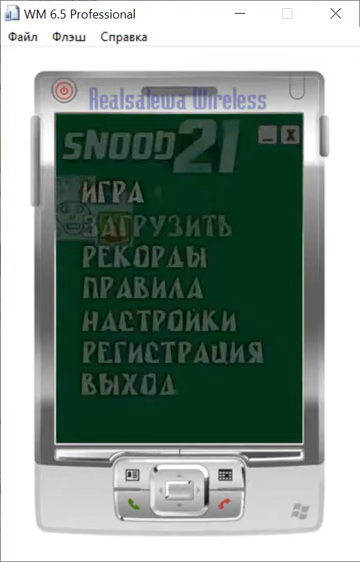 WM 6.5 Professional
Файл Флэш Справка
Realsalewa Wireless
SNOOD 21
ИГРА
ЗАГРУЗИТЬ
РЕКОРДЫ
ПРАВИЛА
НАСТРОЙКИ
РЕГИСТРАЦИЯ
ВЫХОД